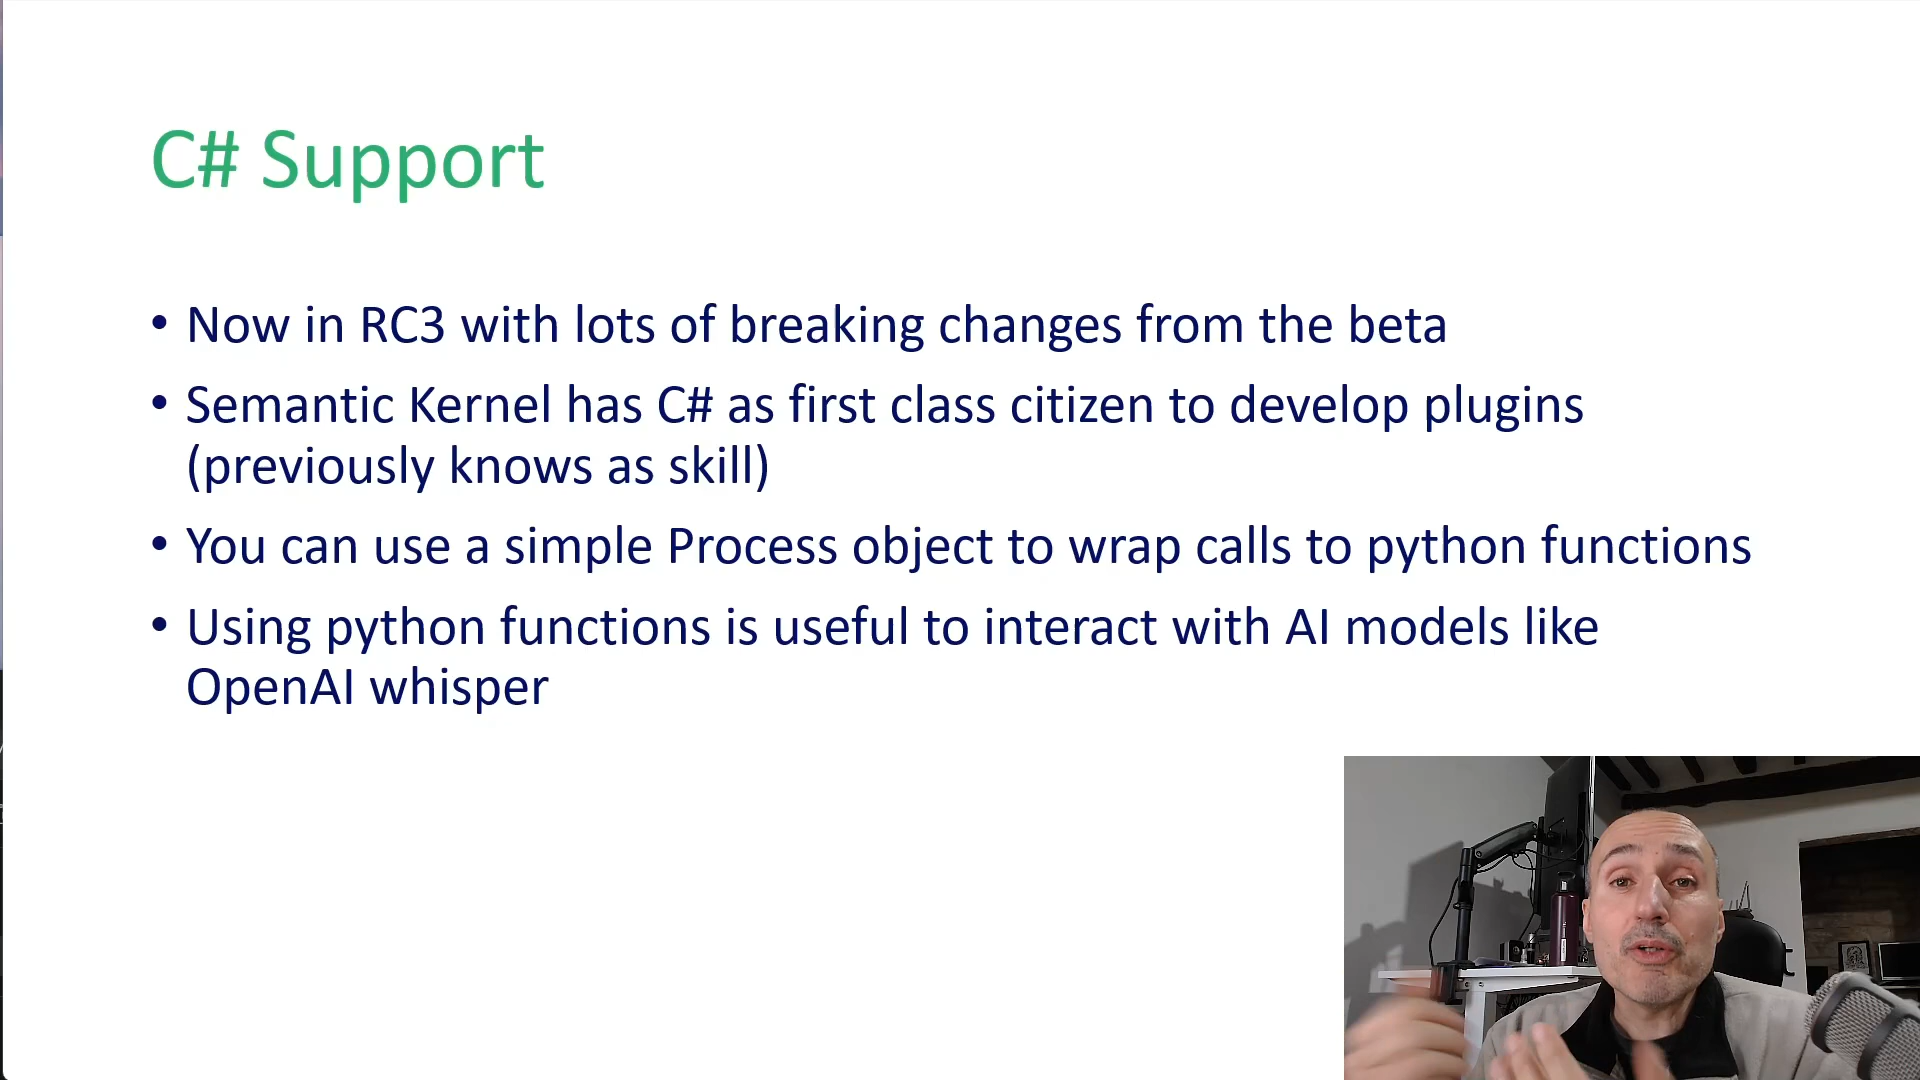 C# Support
• Now in RC3 with lots of breaking changes from the beta
• Semantic Kernel has C# as first class citizen to develop plugins
(previously knows as skill)
• You can use a simple Process object to wrap calls to python functions
• Using python functions is useful to interact with AI models like
OpenAI whisper